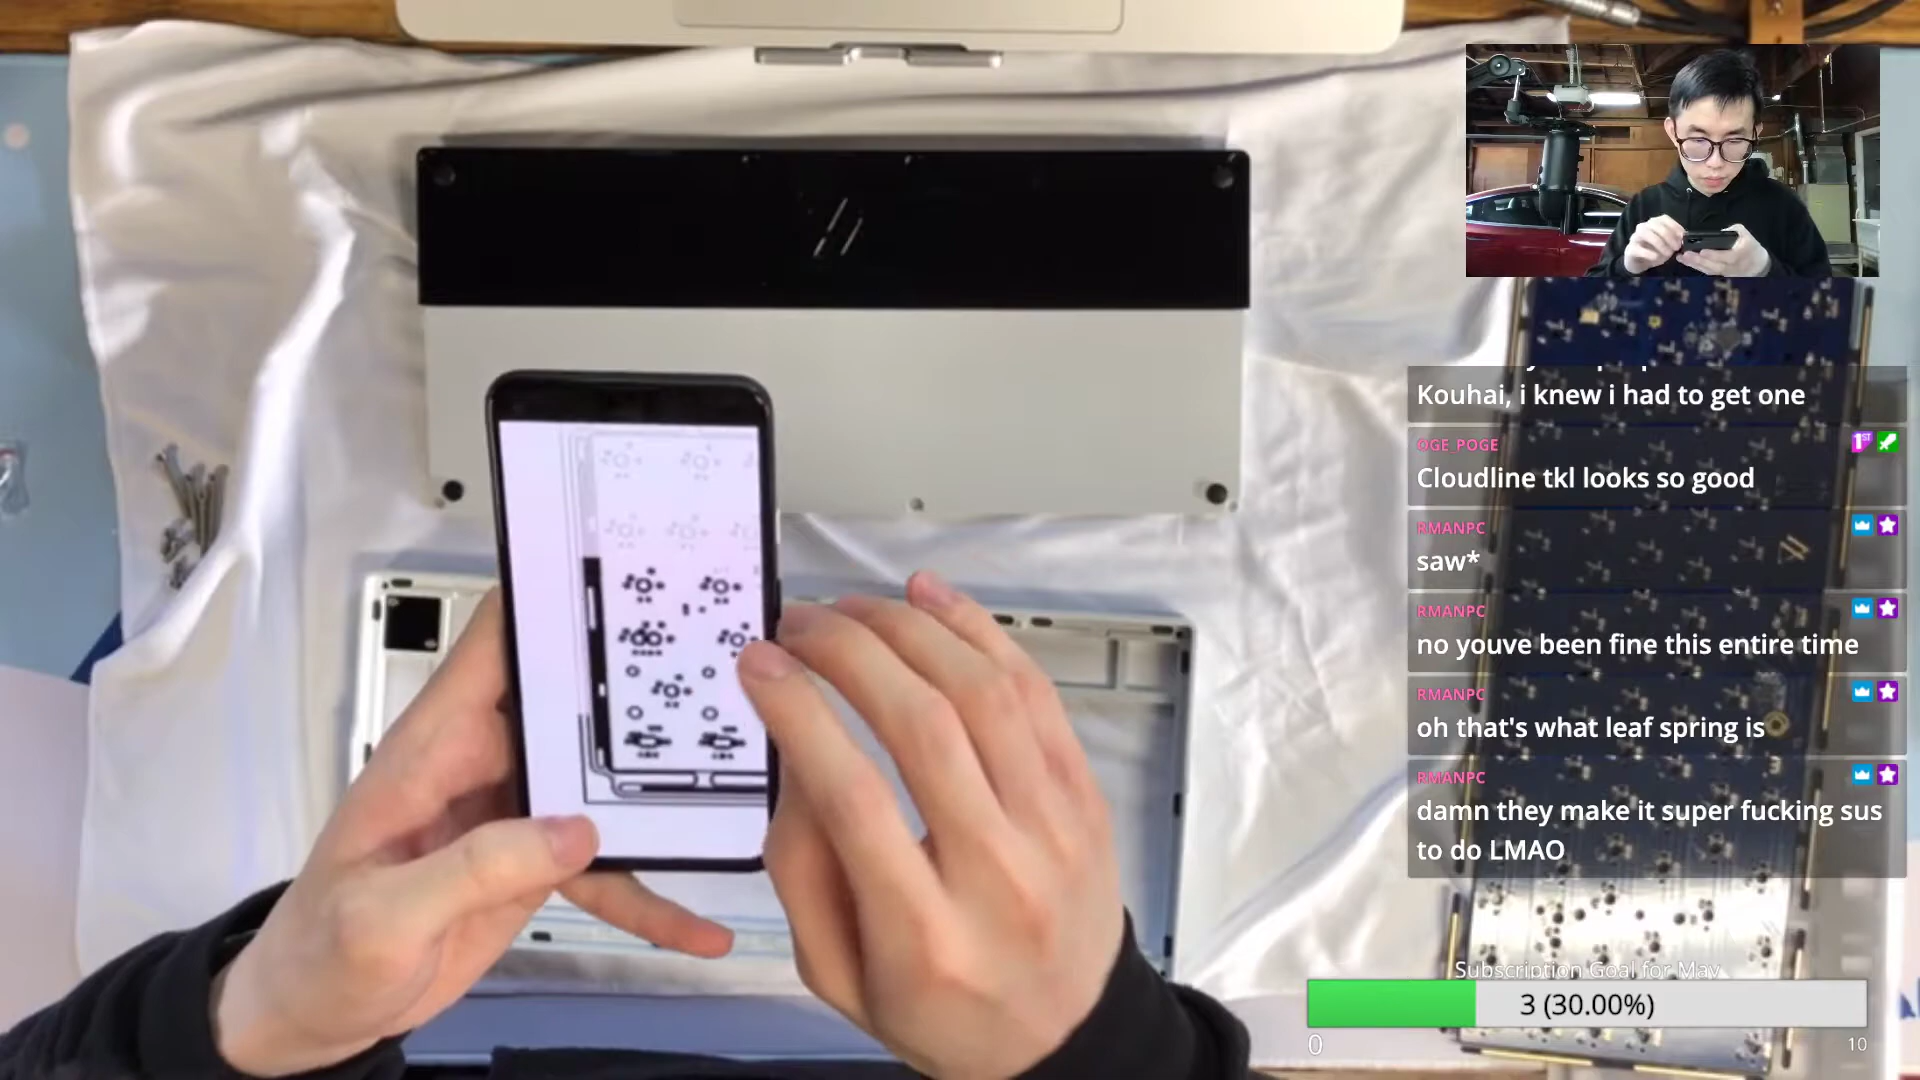 Kouhai, i knew i had to get one
OGE_POGE
1ST
Cloudline tkl looks so good
RMANPC
saw*
RMANPC
no youve been fine this entire time
RMANPC
oh that's what leaf spring is
RMANPC
damn they make it super fucking sus
to do LMAO
Subscription Goal for May
3 (30.00%)
0
10